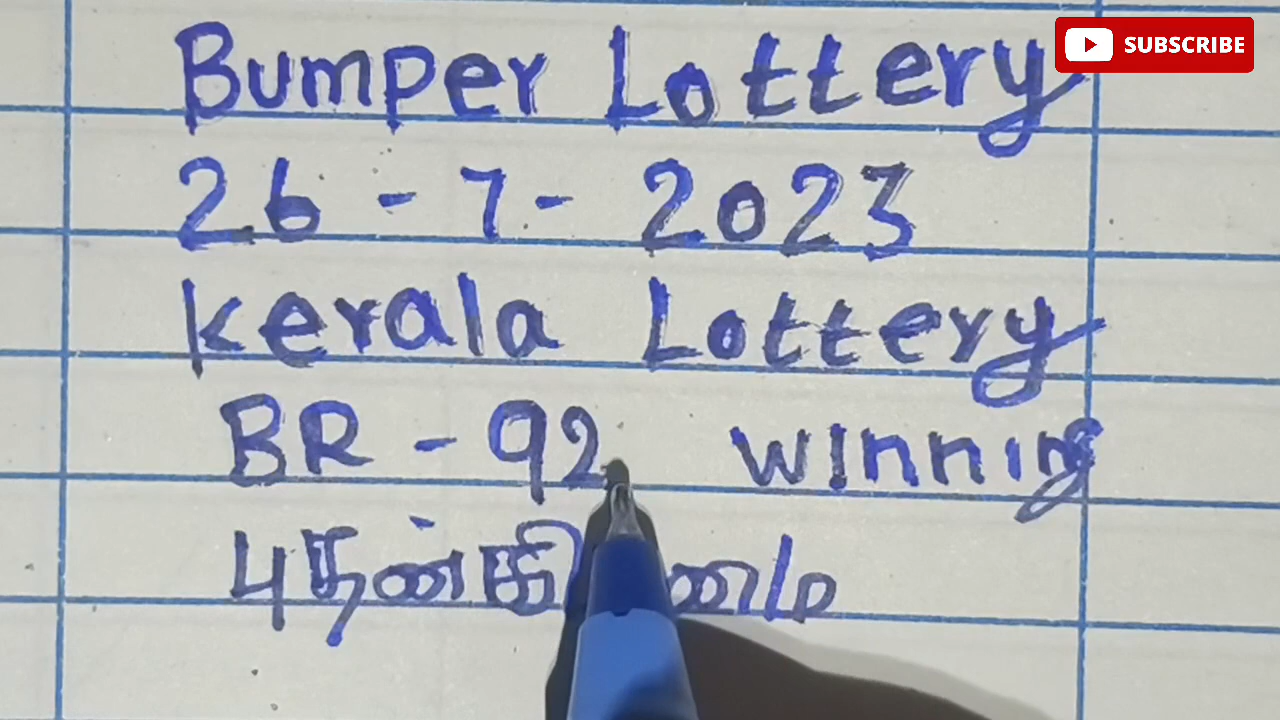 SUBSCRIBE
Bumper Lottery
26 - 7 - 2023
Kerala Lottery
BR - 92 winning